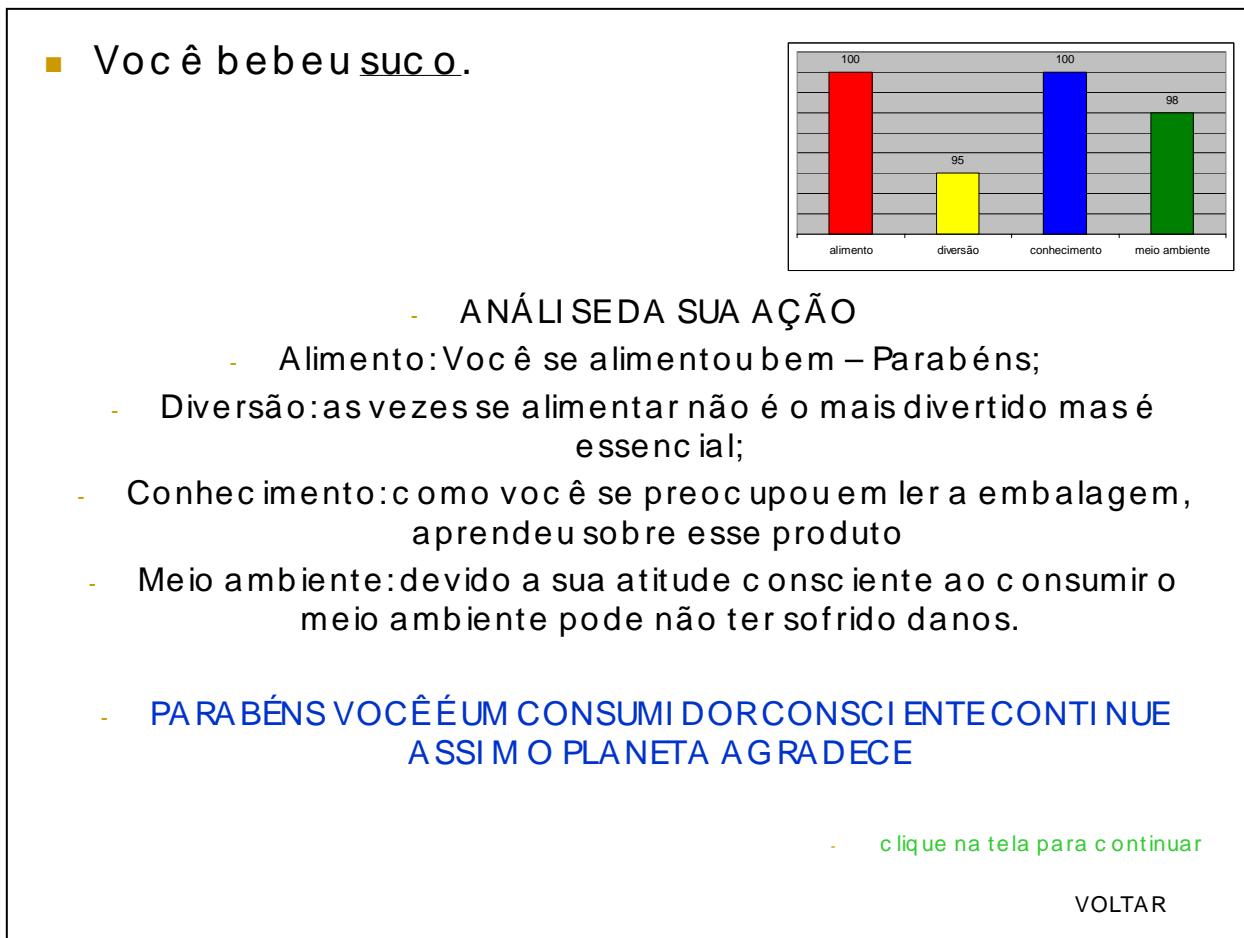 Você bebeu suco.
100
100
98
95
alimento diversão conhecimento meio ambiente
- ANÁLISE DA SUA AÇÃO
- Alimento: Você se alimentou bem – Parabéns;
- Diversão: as vezes se alimentar não é o mais divertido mas é
essencial;
- Conhecimento: como você se preocupou em ler a embalagem,
aprendeu sobre esse produto
- Meio ambiente: devido a sua atitude consciente ao consumir o
meio ambiente pode não ter sofrido danos.
- PARABÉNS VOCÊ É UM CONSUMIDOR CONSCIENTE CONTINUE
ASSIM O PLANETA AGRADECE
- clique na tela para continuar
VOLTAR